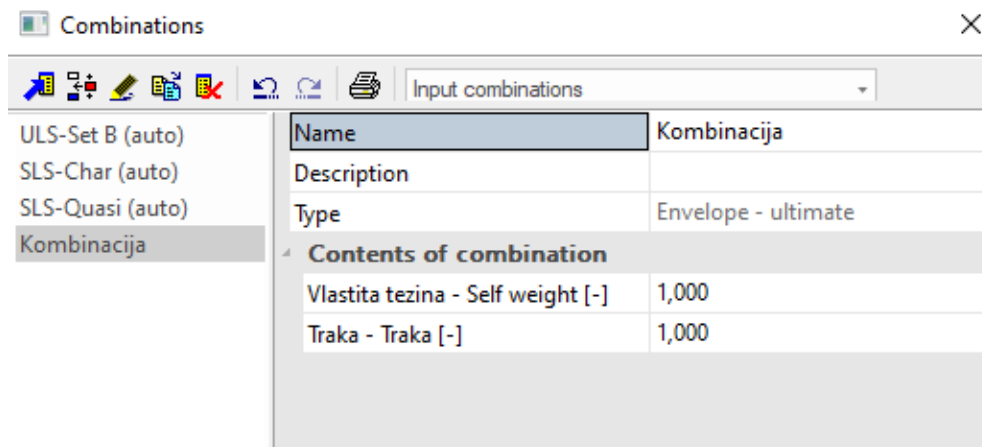 Combinations
Input combinations
ULS-Set B (auto)
SLS-Char (auto)
SLS-Quasi (auto)
Kombinacija
Name Kombinacija
Description
Type Envelope - ultimate
Contents of combination
Vlastita tezina - Self weight [-] 1,000
Traka - Traka [-] 1,000